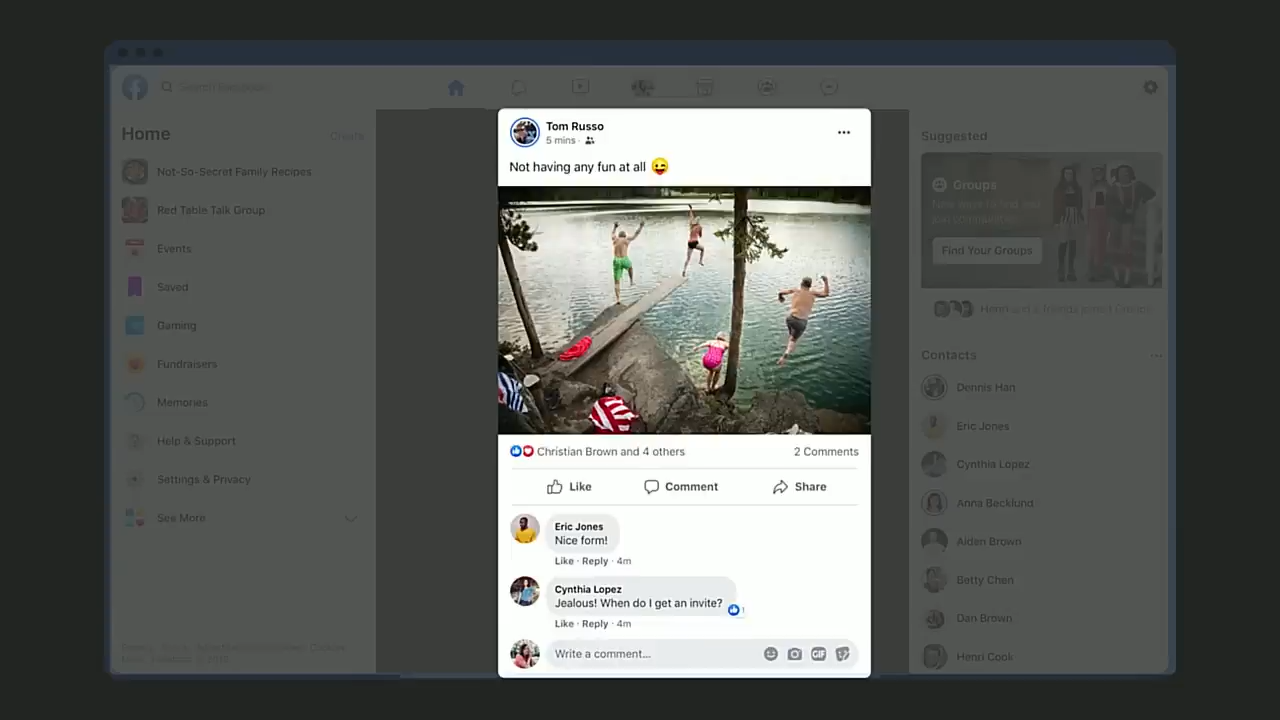 Home
Create
Not-So-Secret Family Recipes
Red Table Talk Group
Events
Saved
Gaming
Fundraisers
Memories
Help & Support
Settings & Privacy
See More
Tom Russo
5 mins ·
Not having any fun at all 😜
Christian Brown and 4 others
2 Comments
Like
Comment
Share
Eric Jones
Nice form!
Like · Reply · 4m
Cynthia Lopez
Jealous! When do I get an invite?
1
Like · Reply · 4m
Write a comment...
GIF
Suggested
Groups
Find Your Groups
Contacts
Dennis Han
Eric Jones
Cynthia Lopez
Anna Becklund
Aiden Brown
Betty Chen
Dan Brown
Henri Cook